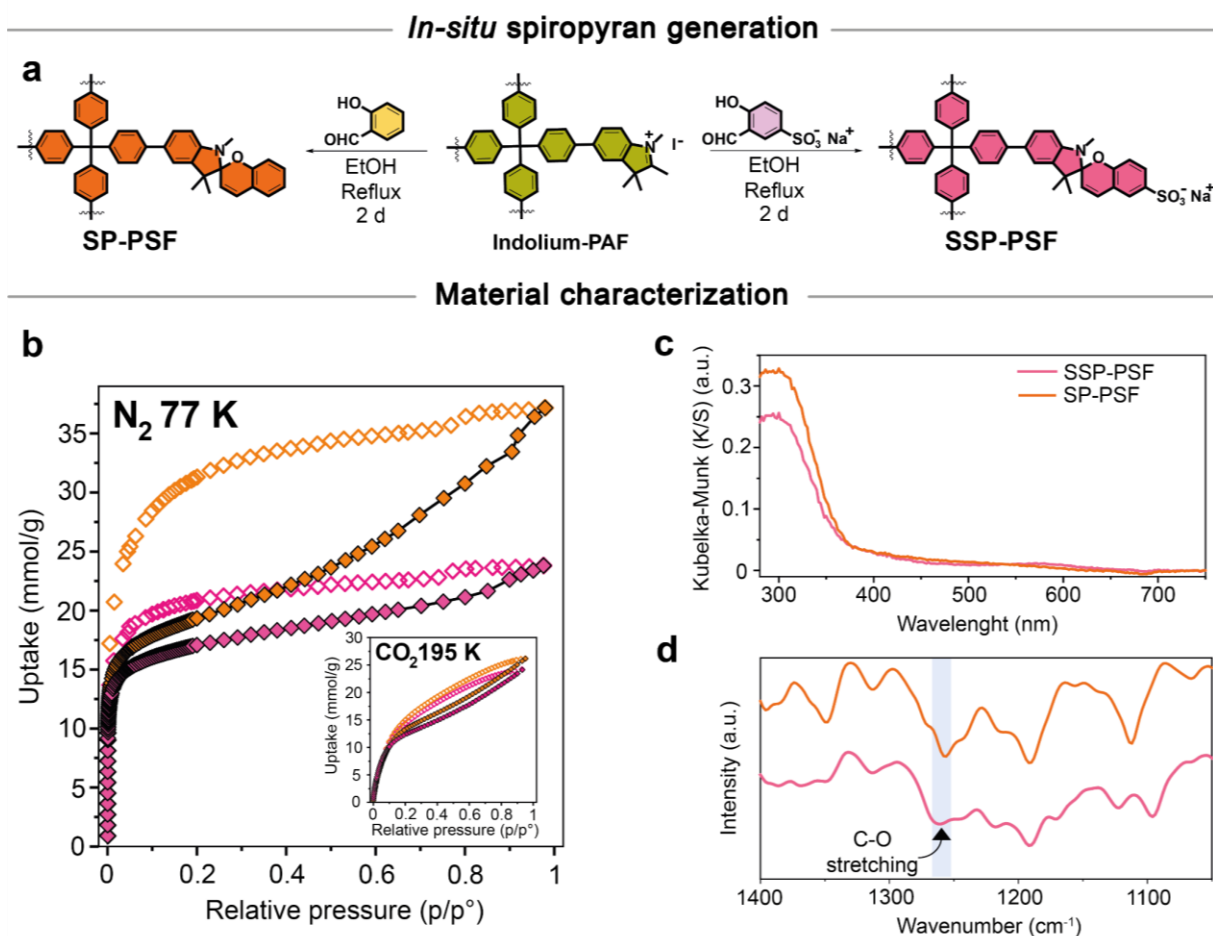 In-situ spiropyran generation
a
HO
OHC
EtOH
Reflux
2 d
SP-PSF
N
O
N
+
I-
Indolium-PAF
HO
OHC
SO3- Na+
EtOH
Reflux
2 d
N
O
SO3- Na+
SSP-PSF
Material characterization
b
N2 77 K
Uptake (mmol/g)
35
30
25
20
15
10
5
0
0
0.2
0.4
0.6
0.8
1
Relative pressure (p/p°)
CO2 195 K
Uptake (mmol/g)
30
25
20
15
10
5
0
0
0.2
0.4
0.6
0.8
1
Relative pressure (p/p°)
c
Kubelka-Munk (K/S) (a.u.)
0.3
0.2
0.1
0
SSP-PSF
SP-PSF
300
400
500
600
700
Wavelenght (nm)
d
Intensity (a.u.)
C-O
stretching
1400
1300
1200
1100
Wavenumber (cm-1)